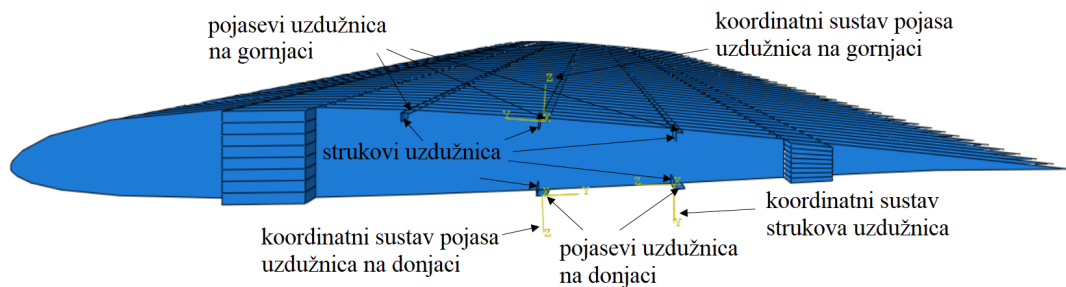 pojasevi uzdužnica
na gornjaci
koordinatni sustav pojasa
uzdužnica na gornjaci
Z
Y
X
strukovi uzdužnica
Z
X
Y
Y
Z
koordinatni sustav pojasa
uzdužnica na donjaci
pojasevi uzdužnica
na donjaci
koordinatni sustav
strukova uzdužnica